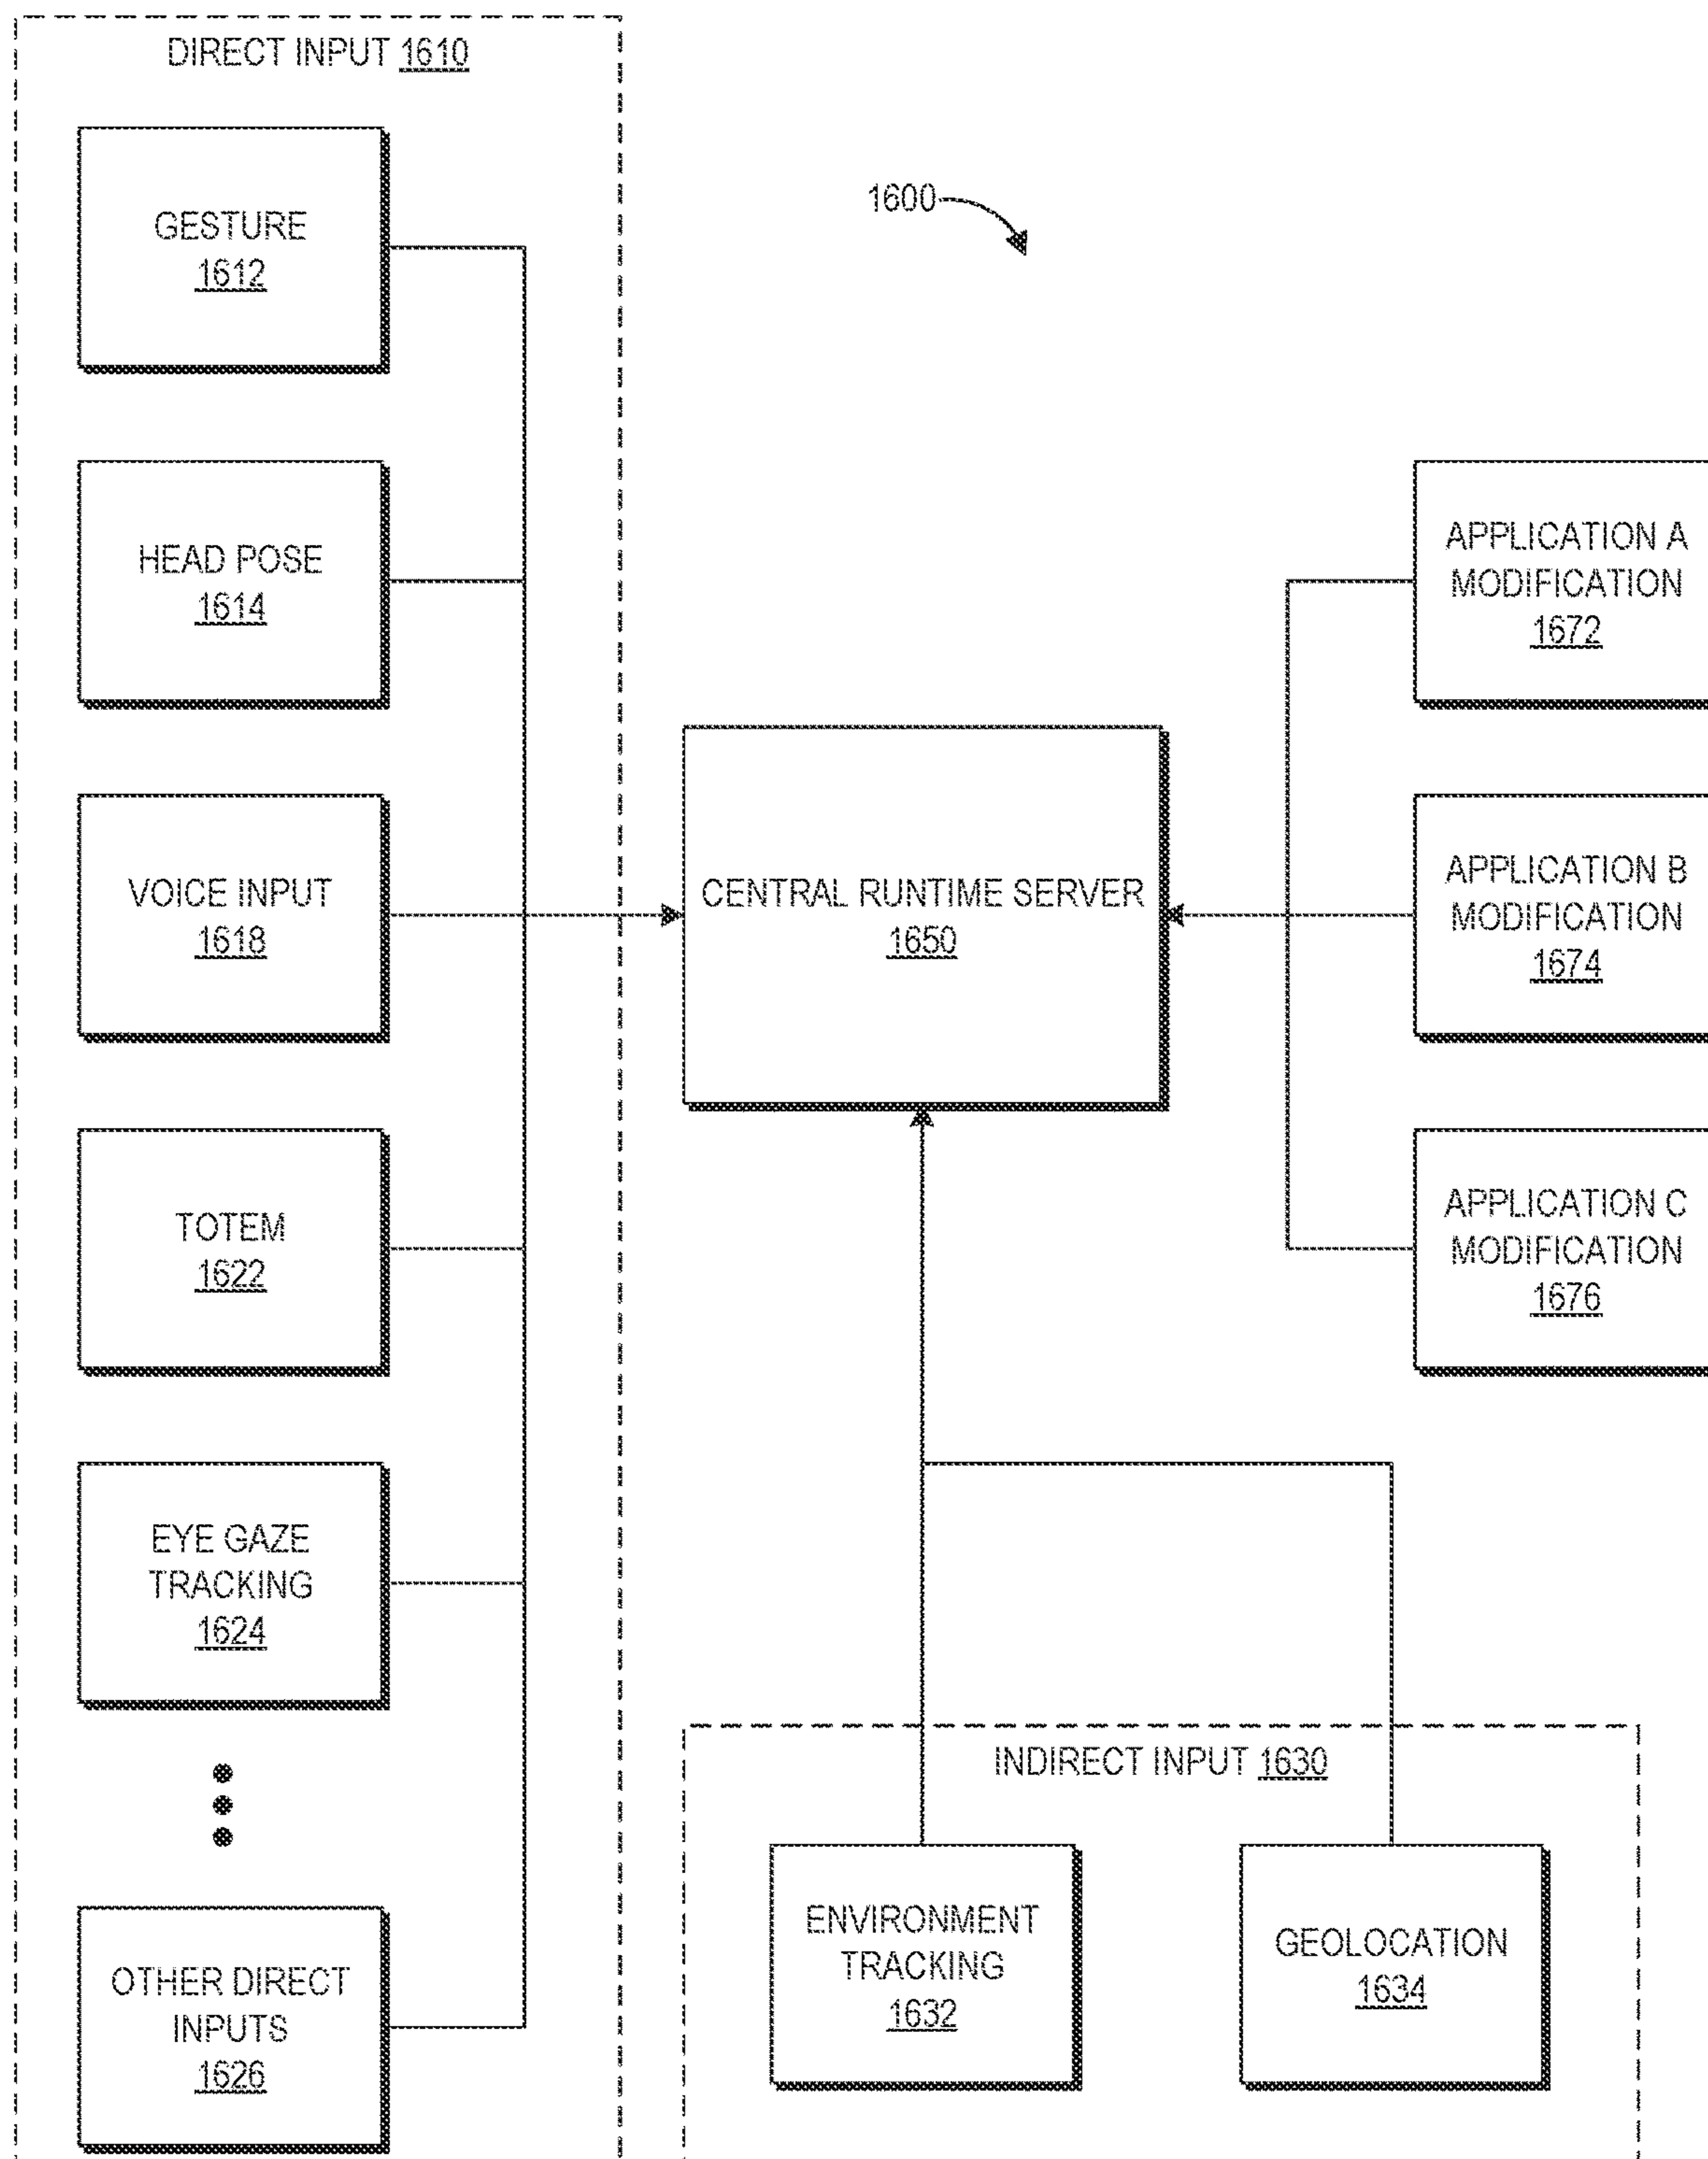 DIRECT INPUT 1610
GESTURE
1612
HEAD POSE
1614
VOICE INPUT
1618
TOTEM
1622
EYE GAZE
TRACKING
1624
OTHER DIRECT
INPUTS
1626
1600
CENTRAL RUNTIME SERVER
1650
APPLICATION A
MODIFICATION
1672
APPLICATION B
MODIFICATION
1674
APPLICATION C
MODIFICATION
1676
INDIRECT INPUT 1630
ENVIRONMENT
TRACKING
1632
GEOLOCATION
1634